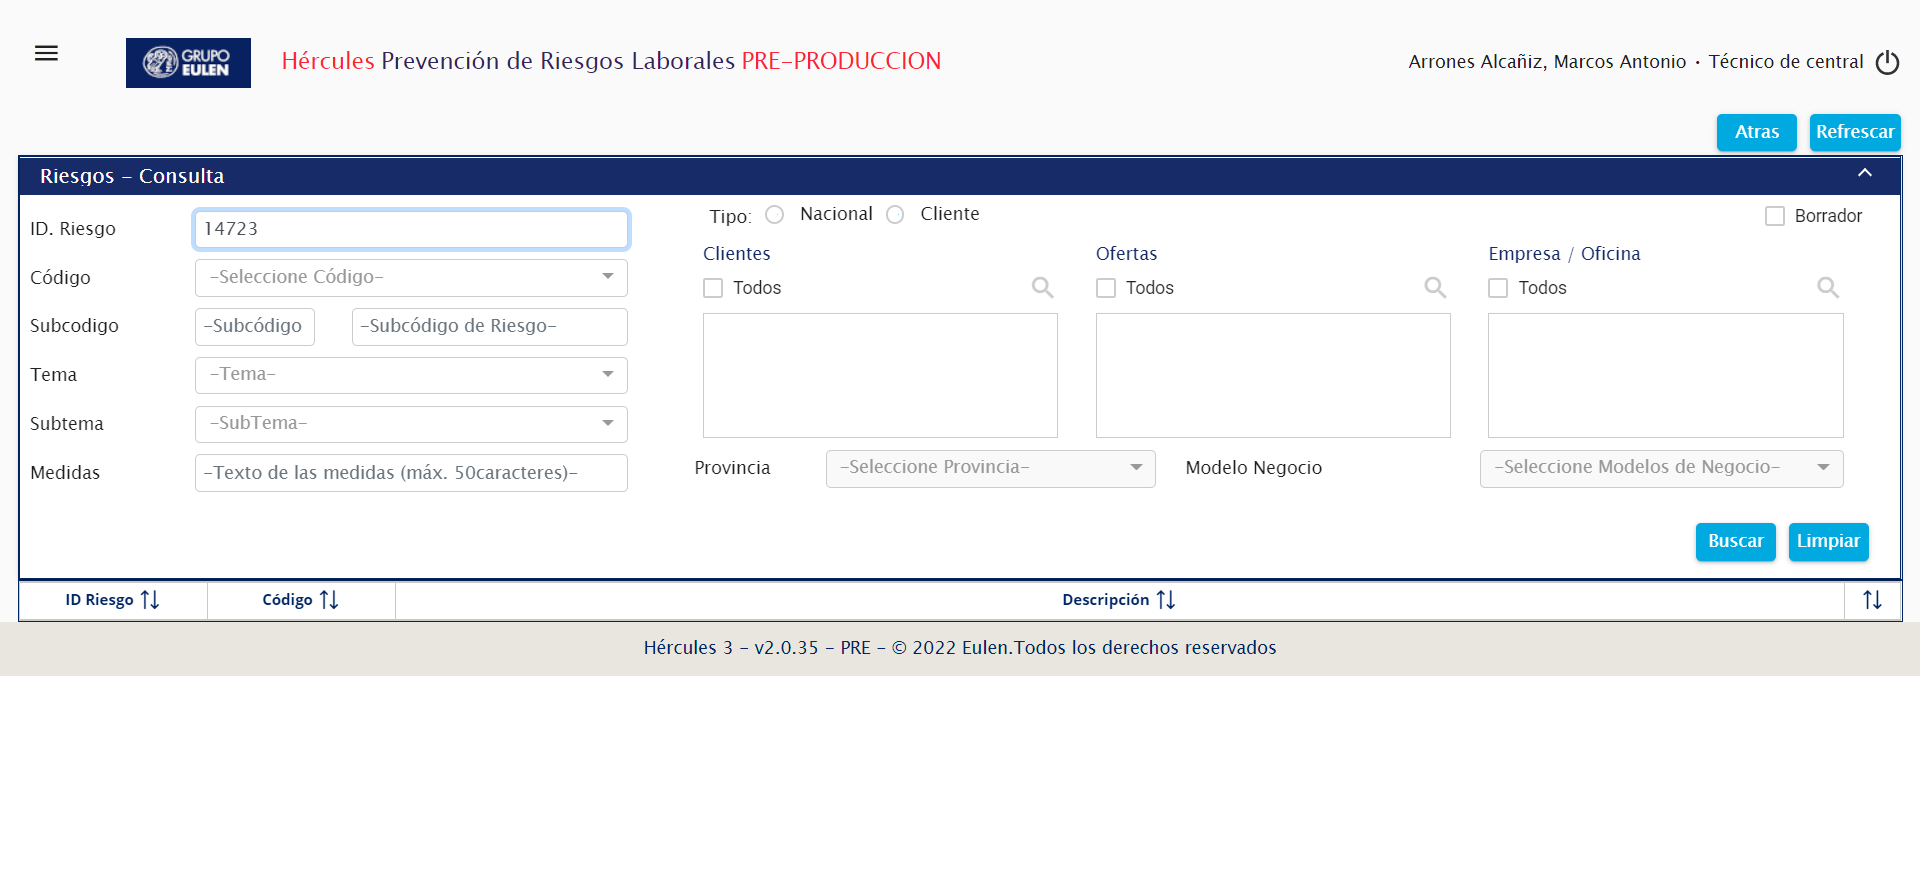 GRUPO
EULEN
Hércules Prevención de Riesgos Laborales PRE-PRODUCCION
Arrones Alcañiz, Marcos Antonio · Técnico de central
Atras
Refrescar
Riesgos - Consulta
ID. Riesgo
14723
Código
-Seleccione Código-
Subcodigo
-Subcódigo
-Subcódigo de Riesgo-
Tema
-Tema-
Subtema
-SubTema-
Medidas
-Texto de las medidas (máx. 50caracteres)-
Tipo:
Nacional
Cliente
Borrador
Clientes
Ofertas
Empresa / Oficina
Todos
Todos
Todos
Provincia
-Seleccione Provincia-
Modelo Negocio
-Seleccione Modelos de Negocio-
Buscar
Limpiar
ID Riesgo
Código
Descripción
Hércules 3 - v2.0.35 - PRE - © 2022 Eulen.Todos los derechos reservados